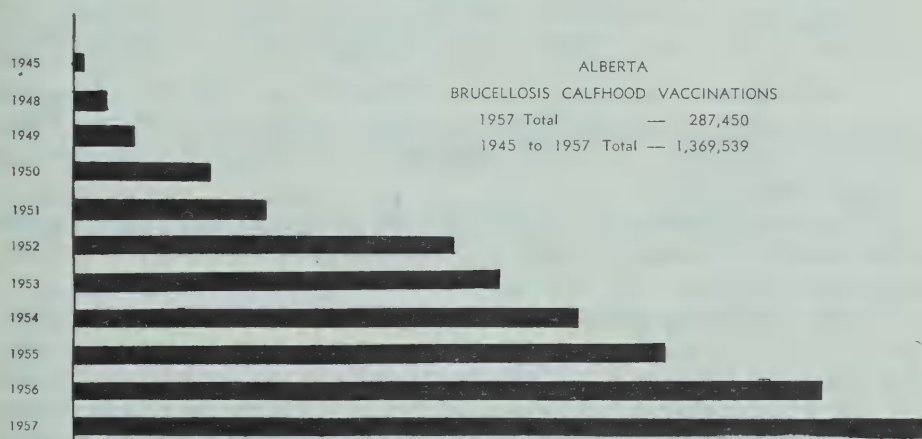 ALBERTA
BRUCELLOSIS CALFHOOD VACCINATIONS
1957 Total — 287,450
1945 to 1957 Total — 1,369,539
1945
1948
1949
1950
1951
1952
1953
1954
1955
1956
1957